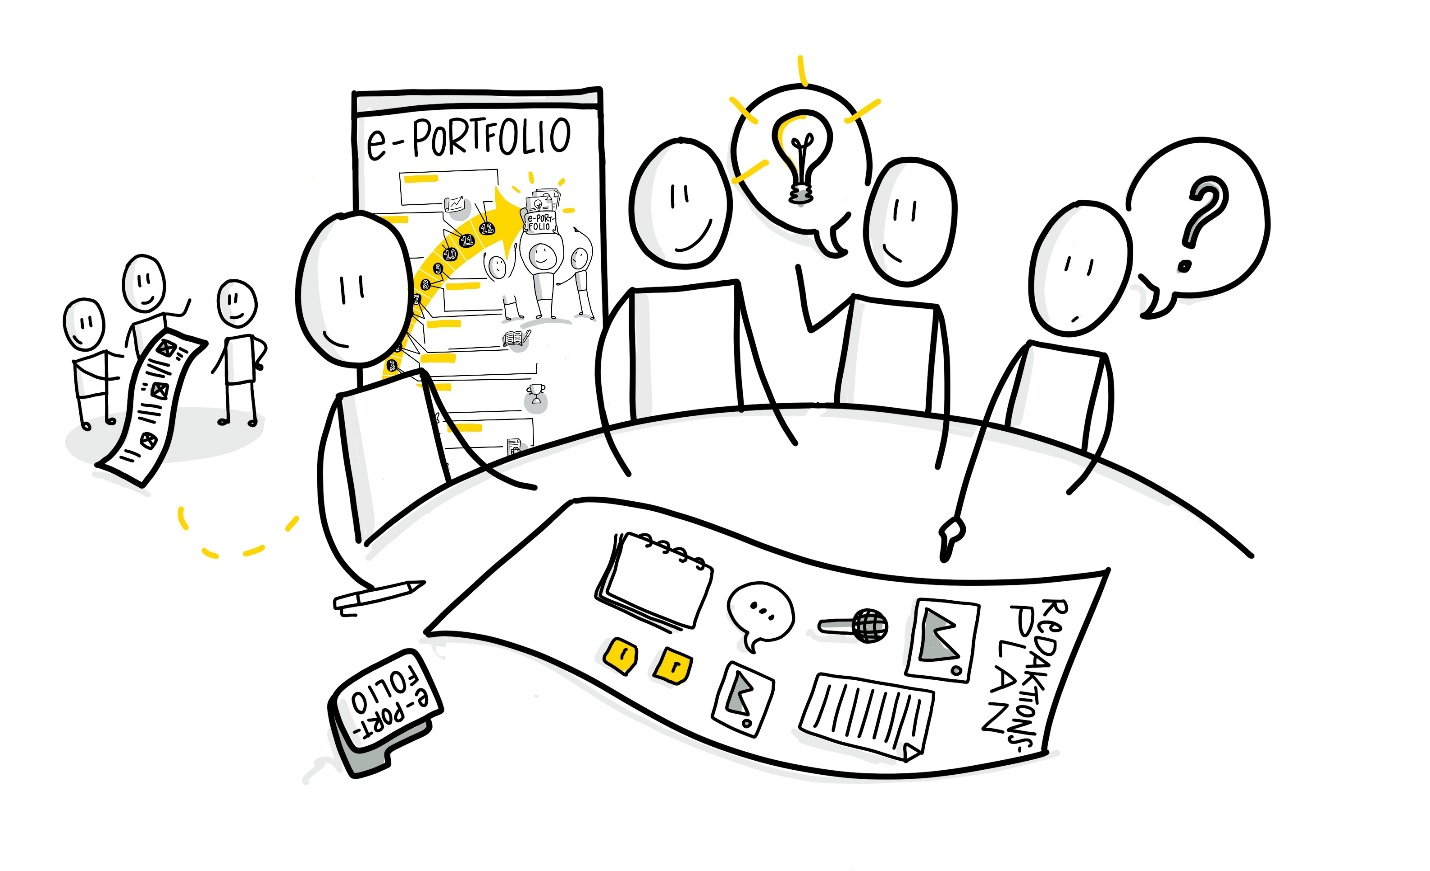 e-PORTFOLIO
e-PORT-
FOLIO
e-PORT-
FOLIO
ReDAKTIONS-
PLAN
?